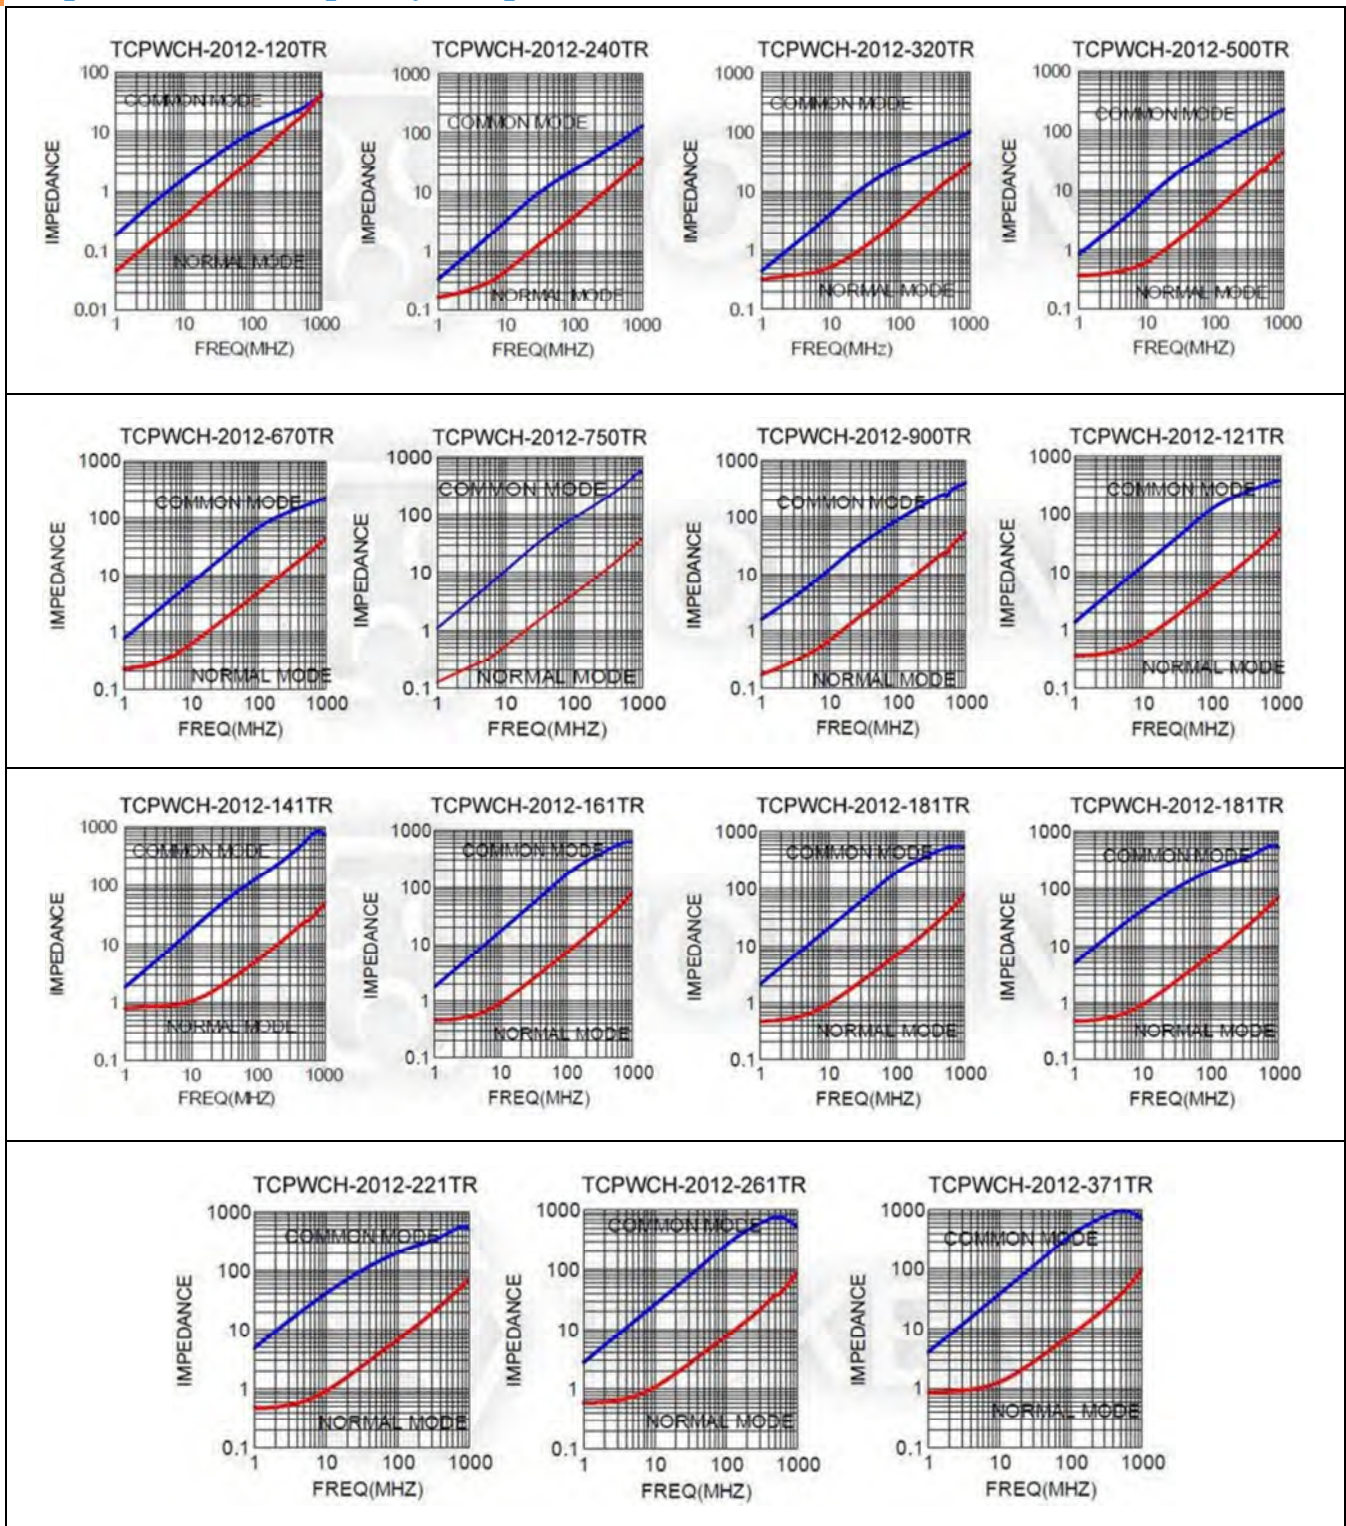 TCPWCH-2012-120TR
100
COMMON MODE
10
1
0.1
NORMAL MODE
0.01
IMPEDANCE
1 10 100 1000
FREQ(MHZ)
TCPWCH-2012-240TR
1000
COMMON MODE
100
10
1
NORMAL MODE
0.1
IMPEDANCE
1 10 100 1000
FREQ(MHZ)
TCPWCH-2012-320TR
1000
COMMON MODE
100
10
1
NORMAL MODE
0.1
IMPEDANCE
1 10 100 1000
FREQ(MHz)
TCPWCH-2012-500TR
1000
COMMON MODE
100
10
1
NORMAL MODE
0.1
IMPEDANCE
1 10 100 1000
FREQ(MHZ)
TCPWCH-2012-670TR
1000
COMMON MODE
100
10
1
NORMAL MODE
0.1
IMPEDANCE
1 10 100 1000
FREQ(MHZ)
TCPWCH-2012-750TR
1000
COMMON MODE
100
10
1
NORMAL MODE
0.1
IMPEDANCE
1 10 100 1000
FREQ(MHZ)
TCPWCH-2012-900TR
1000
COMMON MODE
100
10
1
NORMAL MODE
0.1
IMPEDANCE
1 10 100 1000
FREQ(MHZ)
TCPWCH-2012-121TR
1000
COMMON MODE
100
10
1
NORMAL MODE
0.1
IMPEDANCE
1 10 100 1000
FREQ(MHZ)
TCPWCH-2012-141TR
1000
COMMON MODE
100
10
1
NORMAL MODE
0.1
IMPEDANCE
1 10 100 1000
FREQ(MHZ)
TCPWCH-2012-161TR
1000
COMMON MODE
100
10
1
NORMAL MODE
0.1
IMPEDANCE
1 10 100 1000
FREQ(MHZ)
TCPWCH-2012-181TR
1000
COMMON MODE
100
10
1
NORMAL MODE
0.1
IMPEDANCE
1 10 100 1000
FREQ(MHZ)
TCPWCH-2012-181TR
1000
COMMON MODE
100
10
1
NORMAL MODE
0.1
IMPEDANCE
1 10 100 1000
FREQ(MHZ)
TCPWCH-2012-221TR
1000
COMMON MODE
100
10
1
NORMAL MODE
0.1
IMPEDANCE
1 10 100 1000
FREQ(MHZ)
TCPWCH-2012-261TR
1000
COMMON MODE
100
10
1
NORMAL MODE
0.1
IMPEDANCE
1 10 100 1000
FREQ(MHZ)
TCPWCH-2012-371TR
1000
COMMON MODE
100
10
1
NORMAL MODE
0.1
IMPEDANCE
1 10 100 1000
FREQ(MHZ)